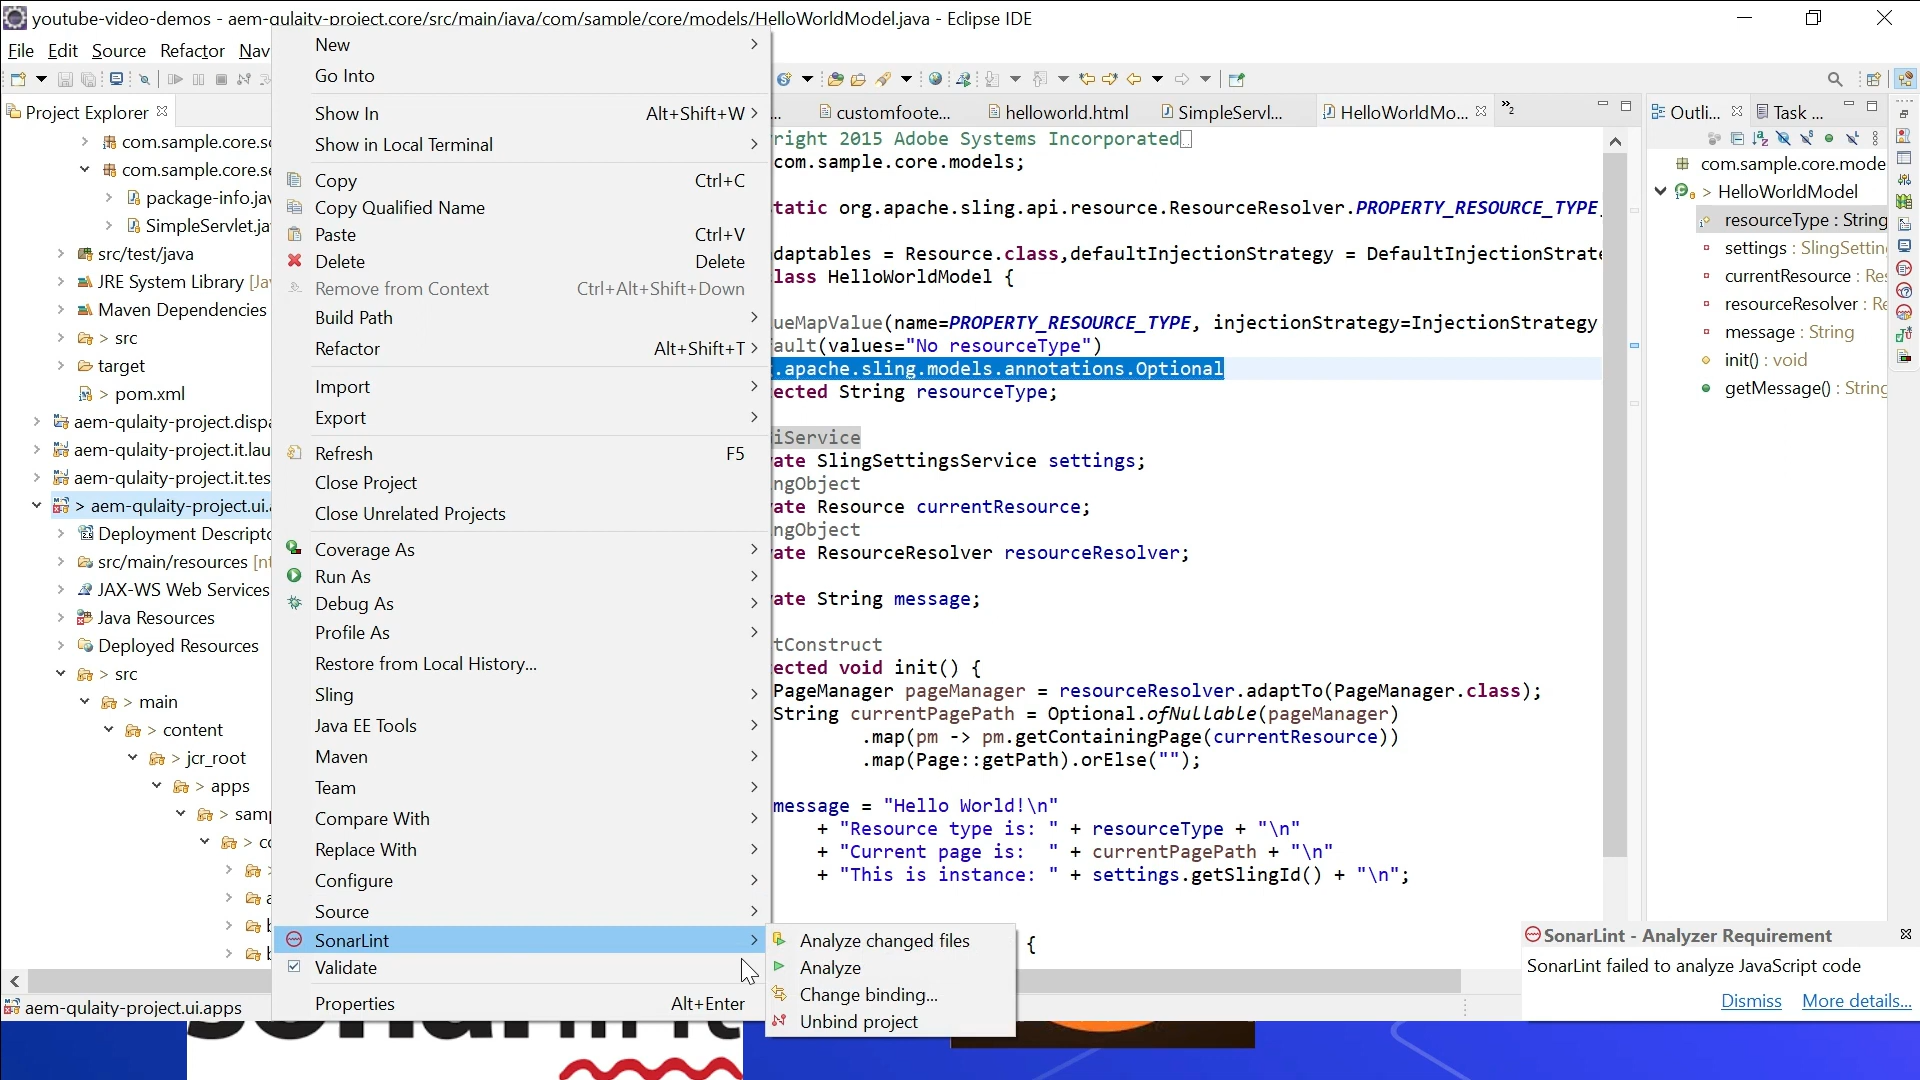 youtube-video-demos - aem-qulaity-project.core/src/main/java/com/sample/core/models/HelloWorldModel.java - Eclipse IDE
File Edit Source Refactor Nav
Project Explorer
com.sample.core.sc
com.sample.core.se
package-info.jav
SimpleServlet.ja
src/test/java
JRE System Library [Jav
Maven Dependencies
> src
target
> pom.xml
aem-qulaity-project.dispa
aem-qulaity-project.it.lau
aem-qulaity-project.it.tes
> aem-qulaity-project.ui.a
Deployment Descripto
src/main/resources [nt
JAX-WS Web Services
Java Resources
Deployed Resources
> src
> main
> content
> jcr_root
> apps
> samp
> co
aem-qulaity-project.ui.apps
New
Go Into
Show In Alt+Shift+W
Show in Local Terminal
Copy Ctrl+C
Copy Qualified Name
Paste Ctrl+V
Delete Delete
Remove from Context Ctrl+Alt+Shift+Down
Build Path
Refactor Alt+Shift+T
Import
Export
Refresh F5
Close Project
Close Unrelated Projects
Coverage As
Run As
Debug As
Profile As
Restore from Local History...
Sling
Java EE Tools
Maven
Team
Compare With
Replace With
Configure
Source
SonarLint
Validate
Properties Alt+Enter
Analyze changed files
Analyze
Change binding...
Unbind project
customfoote... helloworld.html SimpleServl... HelloWorldMo... »2
right 2015 Adobe Systems Incorporated
com.sample.core.models;
tatic org.apache.sling.api.resource.ResourceResolver.PROPERTY_RESOURCE_TYPE
daptables = Resource.class,defaultInjectionStrategy = DefaultInjectionStrate
lass HelloWorldModel {
ueMapValue(name=PROPERTY_RESOURCE_TYPE, injectionStrategy=InjectionStrategy
ault(values="No resourceType")
.apache.sling.models.annotations.Optional
ected String resourceType;
iService
ate SlingSettingsService settings;
ngObject
ate Resource currentResource;
ngObject
ate ResourceResolver resourceResolver;
ate String message;
tConstruct
ected void init() {
PageManager pageManager = resourceResolver.adaptTo(PageManager.class);
String currentPagePath = Optional.ofNullable(pageManager)
.map(pm -> pm.getContainingPage(currentResource))
.map(Page::getPath).orElse("");
message = "Hello World!\n"
+ "Resource type is: " + resourceType + "\n"
+ "Current page is:  " + currentPagePath + "\n"
+ "This is instance: " + settings.getSlingId() + "\n";
{
Outli... Task ...
com.sample.core.mode
> HelloWorldModel
resourceType : String
settings : SlingSettin
currentResource : Res
resourceResolver : Re
message : String
init() : void
getMessage() : String
SonarLint - Analyzer Requirement
SonarLint failed to analyze JavaScript code
Dismiss More details...